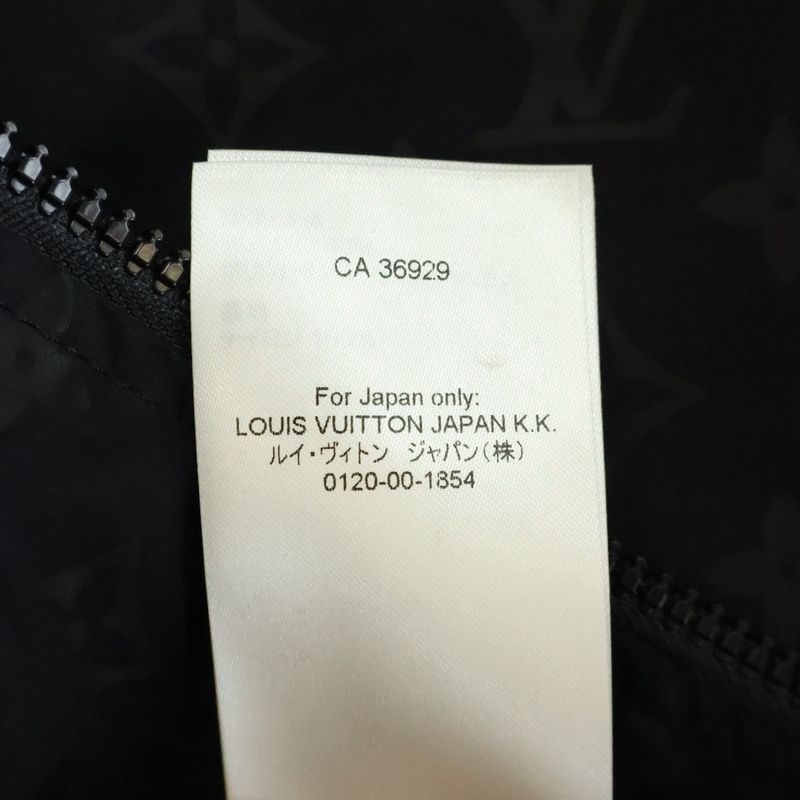 LV
CA 36929
For Japan only:
LOUIS VUITTON JAPAN K.K.
ルイ・ヴィトン ジャパン(株)
0120-00-1854